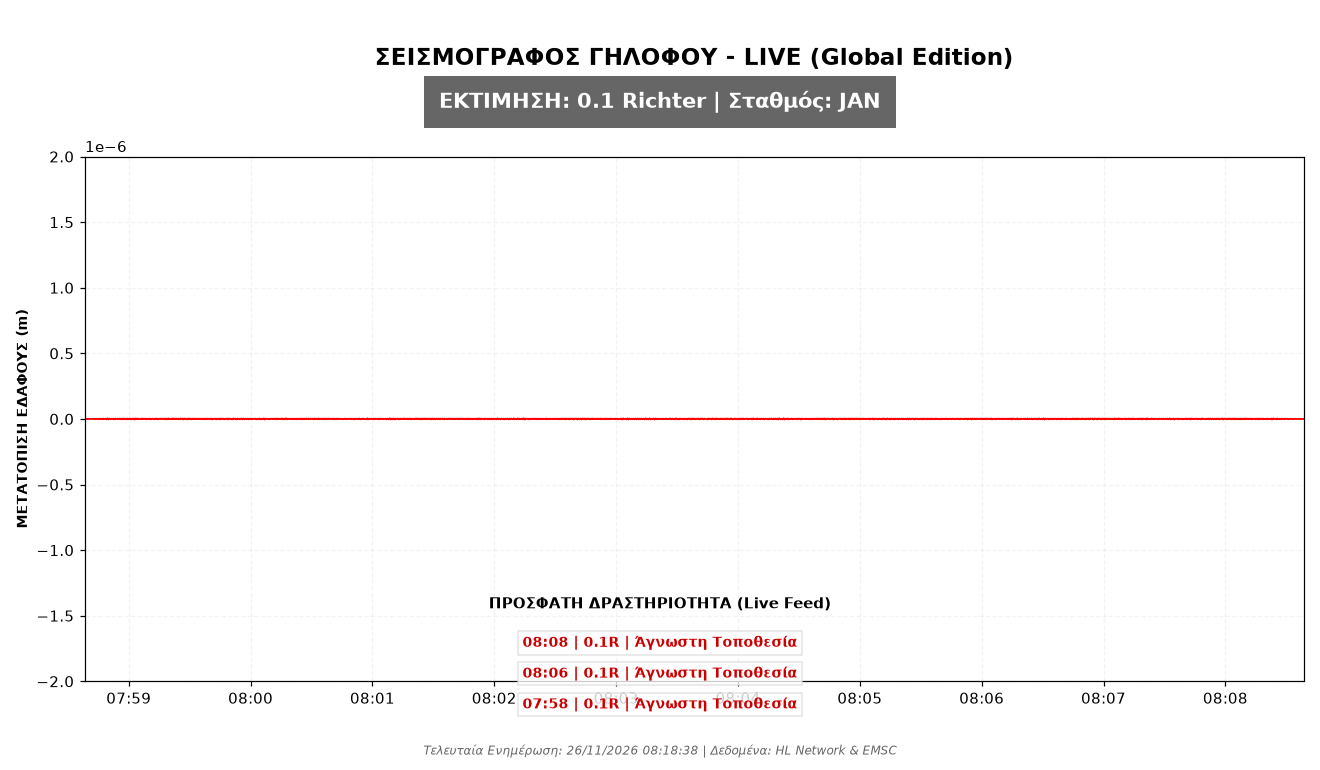 ΣΕΙΣΜΟΓΡΑΦΟΣ ΓΗΛΟΦΟΥ - LIVE (Global Edition)
ΕΚΤΙΜΗΣΗ: 0.1 Richter | Σταθμός: JAN
1e−6
ΜΕΤΑΤΟΠΙΣΗ ΕΔΑΦΟΥΣ (m)
2.0
1.5
1.0
0.5
0.0
−0.5
−1.0
−1.5
−2.0
ΠΡΟΣΦΑΤΗ ΔΡΑΣΤΗΡΙΟΤΗΤΑ (Live Feed)
08:08 | 0.1R | Άγνωστη Τοποθεσία
08:06 | 0.1R | Άγνωστη Τοποθεσία
07:58 | 0.1R | Άγνωστη Τοποθεσία
07:59 08:00 08:01 08:02 08:03 08:04 08:05 08:06 08:07 08:08
Τελευταία Ενημέρωση: 26/11/2026 08:18:38 | Δεδομένα: HL Network & EMSC